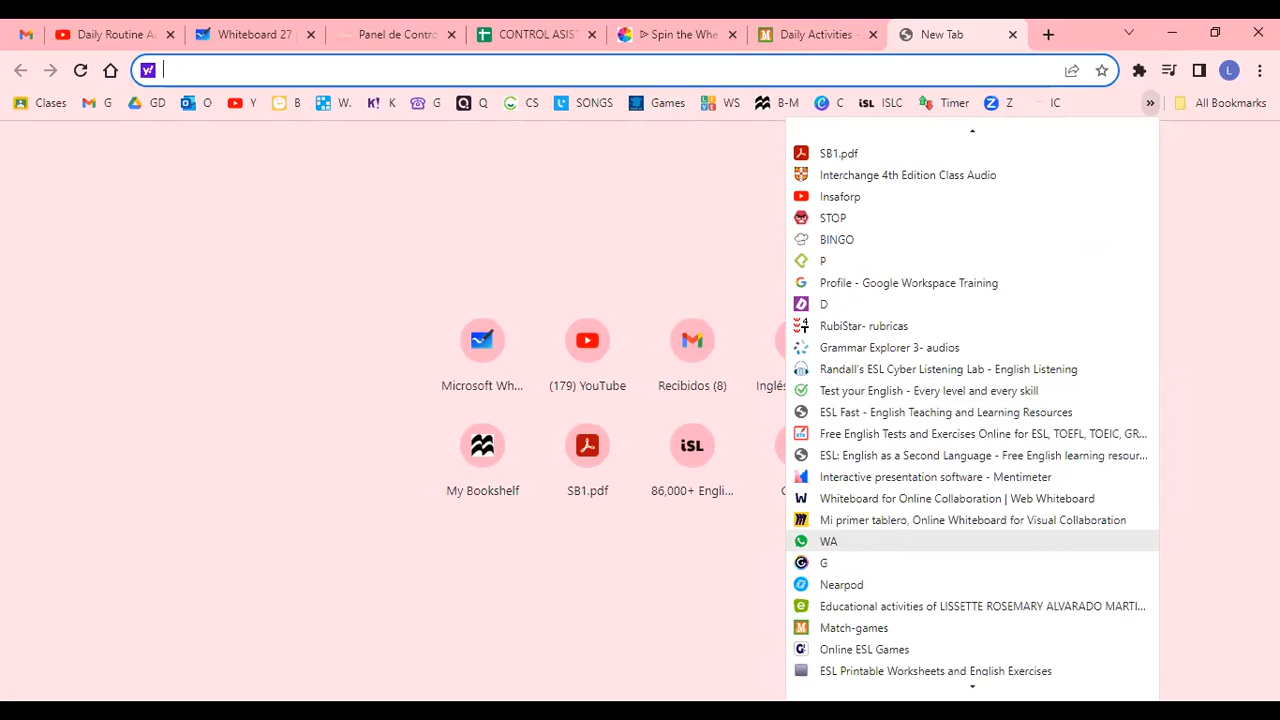 Daily Routine A
Whiteboard 27
Panel de Contro
CONTROL ASIS
ᐅ Spin the Whe
Daily Activities -
New Tab
Clases
G
GD
O
Y
B
W.
K
G
Q
CS
SONGS
Games
WS
B-M
C
ISLC
Timer
Z
IC
»
All Bookmarks
L
SB1.pdf
Interchange 4th Edition Class Audio
Insaforp
STOP
BINGO
P
Profile - Google Workspace Training
D
RubiStar- rubricas
Grammar Explorer 3- audios
Randall's ESL Cyber Listening Lab - English Listening
Test your English - Every level and every skill
ESL Fast - English Teaching and Learning Resources
Free English Tests and Exercises Online for ESL, TOEFL, TOEIC, GR...
ESL: English as a Second Language - Free English learning resour...
Interactive presentation software - Mentimeter
Whiteboard for Online Collaboration | Web Whiteboard
Mi primer tablero, Online Whiteboard for Visual Collaboration
WA
G
Nearpod
Educational activities of LISSETTE ROSEMARY ALVARADO MARTI...
Match-games
Online ESL Games
ESL Printable Worksheets and English Exercises
Microsoft Wh...
(179) YouTube
Recibidos (8)
Inglés
My Bookshelf
SB1.pdf
iSL
86,000+ Engli...